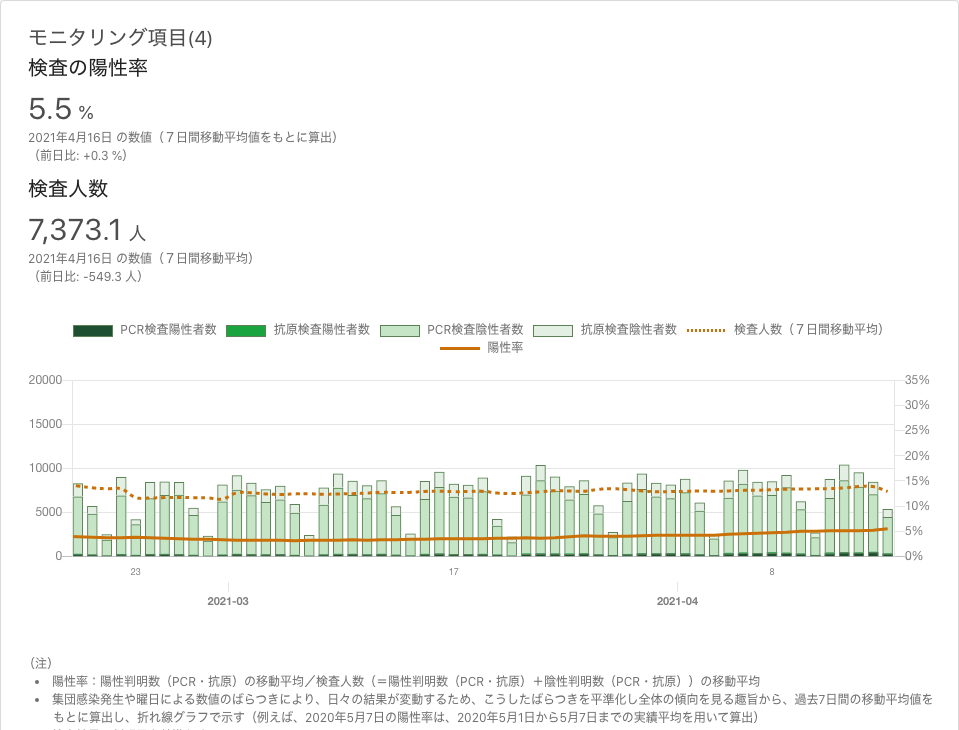 モニタリング項目(4)
検査の陽性率
5.5 %
2021年4月16日 の数値（７日間移動平均値をもとに算出）
（前日比: +0.3 %）
検査人数
7,373.1 人
2021年4月16日 の数値（７日間移動平均）
（前日比: -549.3 人）
PCR検査陽性者数 抗原検査陽性者数 PCR検査陰性者数 抗原検査陰性者数 検査人数（７日間移動平均）
陽性率
20000 35%
30%
15000 25%
20%
10000 15%
5000 10%
5%
0 0%
23 17 8
2021-03 2021-04
（注）
• 陽性率：陽性判明数（PCR・抗原）の移動平均／検査人数（＝陽性判明数（PCR・抗原）＋陰性判明数（PCR・抗原））の移動平均
• 集団感染発生や曜日による数値のばらつきにより、日々の結果が変動するため、こうしたばらつきを平準化し全体の傾向を見る趣旨から、過去7日間の移動平均値を
もとに算出し、折れ線グラフで示す（例えば、2020年5月7日の陽性率は、2020年5月1日から5月7日までの実績平均を用いて算出）